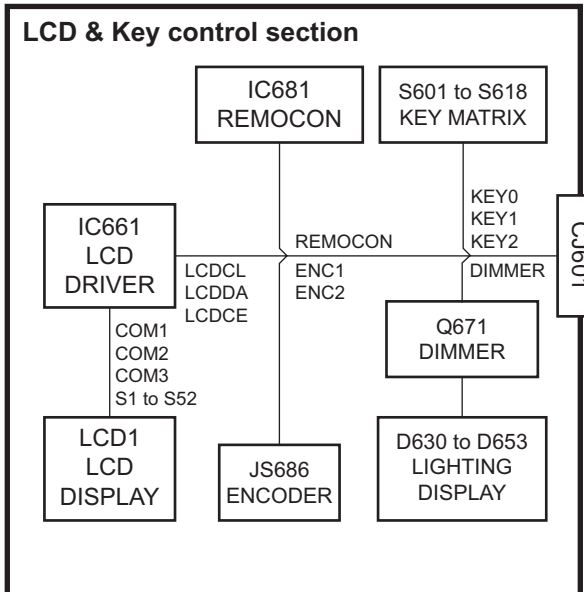 LCD & Key control section
IC681
REMOCON
S601 to S618
KEY MATRIX
IC661
LCD
DRIVER
KEY0
KEY1
KEY2
CJ601
REMOCON
DIMMER
LCDCL
LCDDA
LCDCE
ENC1
ENC2
COM1
COM2
COM3
S1 to S52
Q671
DIMMER
LCD1
LCD
DISPLAY
JS686
ENCODER
D630 to D653
LIGHTING
DISPLAY